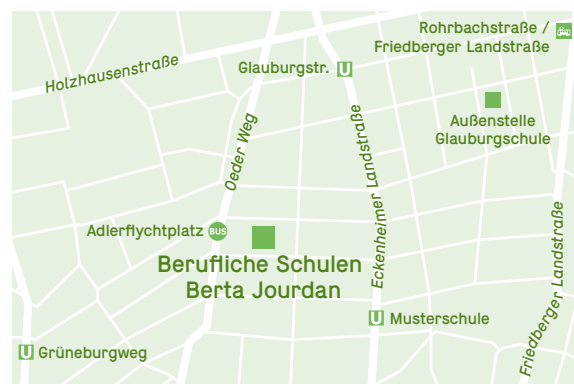 Rohrbachstraße /
Friedberger Landstraße
Holzhausenstraße
Glauburgstr. U
Außenstelle
Glauburgschule
Oeder Weg
Eckenheimer Landstraße
Adlerflychtplatz BUS
Berufliche Schulen
Berta Jourdan
Friedberger Landstraße
U Musterschule
U Grüneburgweg